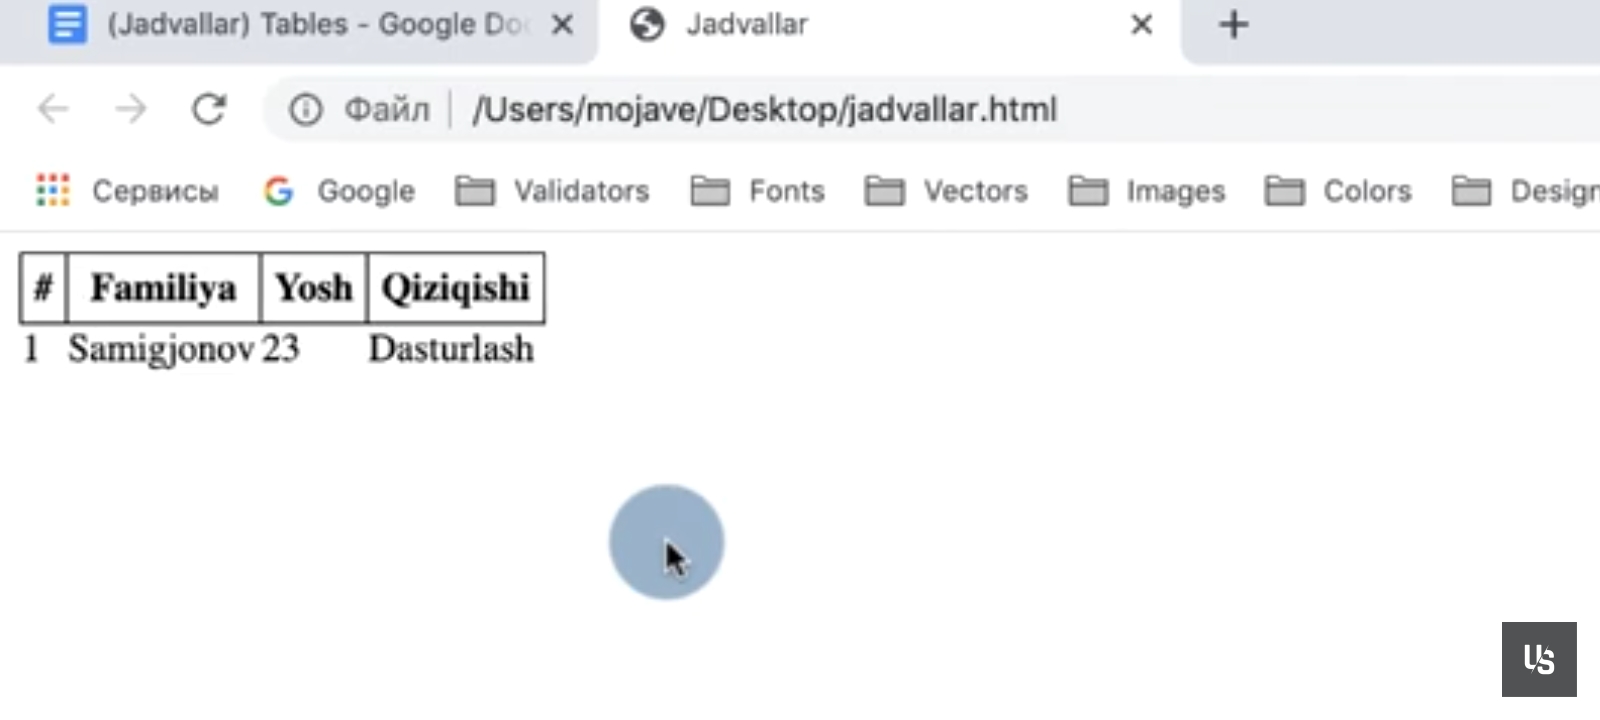 (Jadvallar) Tables - Google Do
Jadvallar
Файл /Users/mojave/Desktop/jadvallar.html
Сервисы Google Validators Fonts Vectors Images Colors Design
# Familiya Yosh Qiziqishi
1 Samigjonov 23 Dasturlash
US